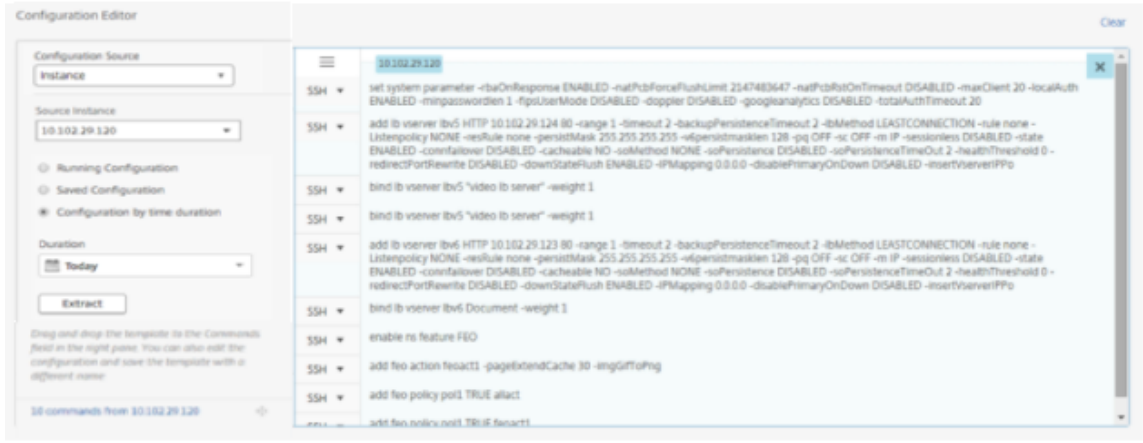 Configuration Editor
Clear
Configuration Source
Instance
Source Instance
10.102.29.120
Running Configuration
Saved Configuration
Configuration by time duration
Duration
Today
Extract
Drag and drop the template to the Commands
field in the right pane. You can also edit the
configuration and save the template with a
different name
10 commands from 10.102.29.120
10.102.29.120
SSH set system parameter -rbaOnResponse ENABLED -natPcbForceFlushLimit 2147483647 -natPcbRstOnTimeout DISABLED -maxClient 20 -localAuth
ENABLED -minpasswordlen 1 -fipsUserMode DISABLED -doppler DISABLED -googleanalytics DISABLED -totalAuthTimeout 20
SSH add lb vserver lbv5 HTTP 10.102.29.124 80 -range 1 -timeout 2 -backupPersistenceTimeout 2 -lbMethod LEASTCONNECTION -rule none -
Listenpolicy NONE -resRule none -persistMask 255.255.255.255 -v6persistmasklen 128 -pq OFF -sc OFF -m IP -sessionless DISABLED -state
ENABLED -connfailover DISABLED -cacheable NO -soMethod NONE -soPersistence DISABLED -soPersistenceTimeOut 2 -healthThreshold 0 -
redirectPortRewrite DISABLED -downStateFlush ENABLED -IPMapping 0.0.0.0 -disablePrimaryOnDown DISABLED -insertVserverIPPo
SSH bind lb vserver lbv5 "video lb server" -weight 1
SSH bind lb vserver lbv5 "video lb server" -weight 1
SSH add lb vserver lbv6 HTTP 10.102.29.123 80 -range 1 -timeout 2 -backupPersistenceTimeout 2 -lbMethod LEASTCONNECTION -rule none -
Listenpolicy NONE -resRule none -persistMask 255.255.255.255 -v6persistmasklen 128 -pq OFF -sc OFF -m IP -sessionless DISABLED -state
ENABLED -connfailover DISABLED -cacheable NO -soMethod NONE -soPersistence DISABLED -soPersistenceTimeOut 2 -healthThreshold 0 -
redirectPortRewrite DISABLED -downStateFlush ENABLED -IPMapping 0.0.0.0 -disablePrimaryOnDown DISABLED -insertVserverIPPo
SSH bind lb vserver lbv6 Document -weight 1
SSH enable ns feature FEO
SSH add feo action feoact1 -pageExtendCache 30 -imgGifToPng
SSH add feo policy pol1 TRUE allact
SSH add feo policy pol1 TRUE feoact1